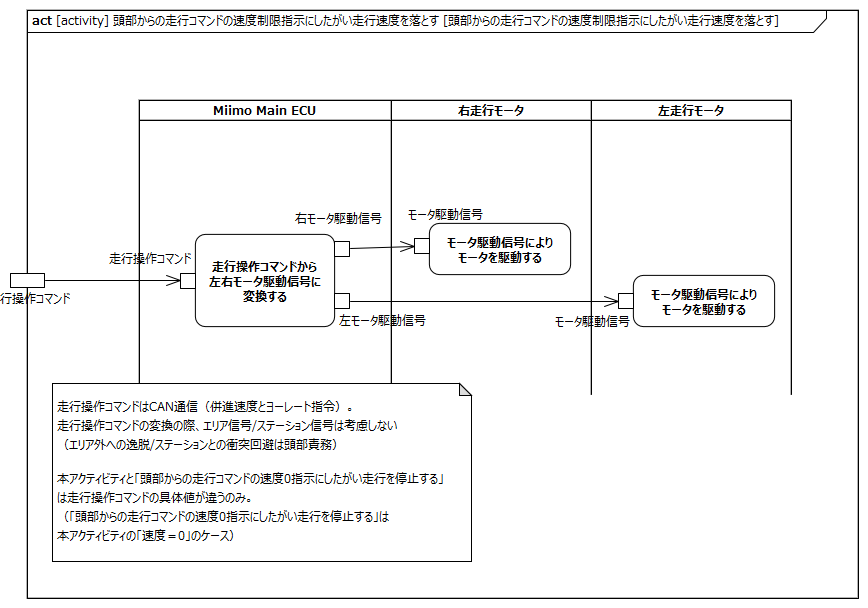 act [activity] 頭部からの走行コマンドの速度制限指示にしたがい走行速度を落とす [頭部からの走行コマンドの速度制限指示にしたがい走行速度を落とす]
Miimo Main ECU
右走行モータ
左走行モータ
右モータ駆動信号
モータ駆動信号
走行操作コマンド
走行操作コマンドから
左右モータ駆動信号に
変換する
モータ駆動信号により
モータを駆動する
行操作コマンド
左モータ駆動信号
モータ駆動信号
モータ駆動信号により
モータを駆動する
走行操作コマンドはCAN通信（併進速度とヨーレート指令）。
走行操作コマンドの変換の際、エリア信号/ステーション信号は考慮しない
（エリア外への逸脱/ステーションとの衝突回避は頭部責務）
本アクティビティと「頭部からの走行コマンドの速度0指示にしたがい走行を停止する」
は走行操作コマンドの具体値が違うのみ。
（「頭部からの走行コマンドの速度0指示にしたがい走行を停止する」は
本アクティビティの「速度＝0」のケース）